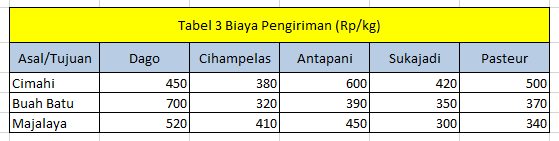 Tabel 3 Biaya Pengiriman (Rp/kg)
Asal/Tujuan Dago Cihampelas Antapani Sukajadi Pasteur
Cimahi 450 380 600 420 500
Buah Batu 700 320 390 350 370
Majalaya 520 410 450 300 340